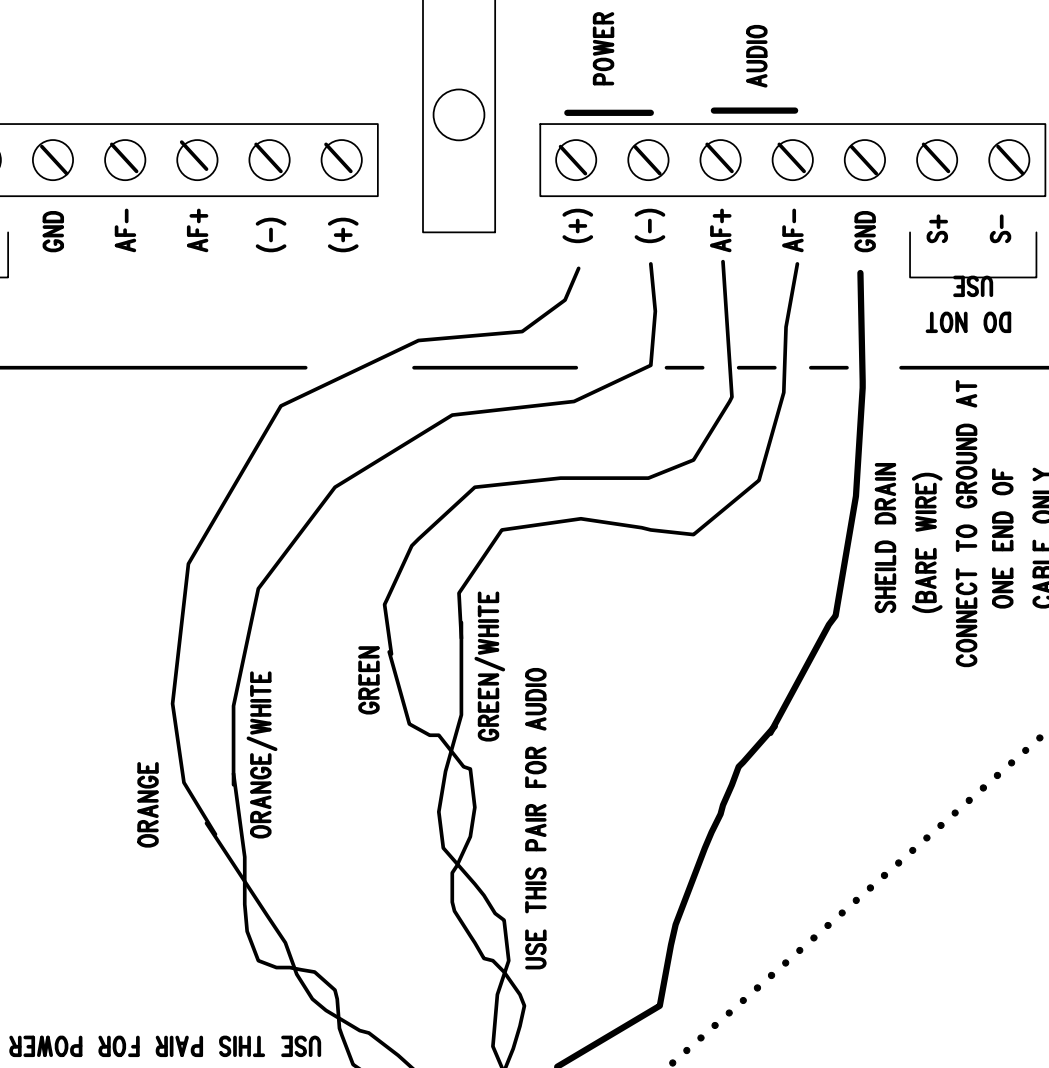 POWER
AUDIO
GND
AF-
AF+
(-)
(+)
(+)
(-)
AF+
AF-
GND
S+
S-
DO NOT
USE
SHEILD DRAIN
(BARE WIRE)
CONNECT TO GROUND AT
ONE END OF
CABLE ONLY
ORANGE
ORANGE/WHITE
GREEN
GREEN/WHITE
USE THIS PAIR FOR AUDIO
USE THIS PAIR FOR POWER